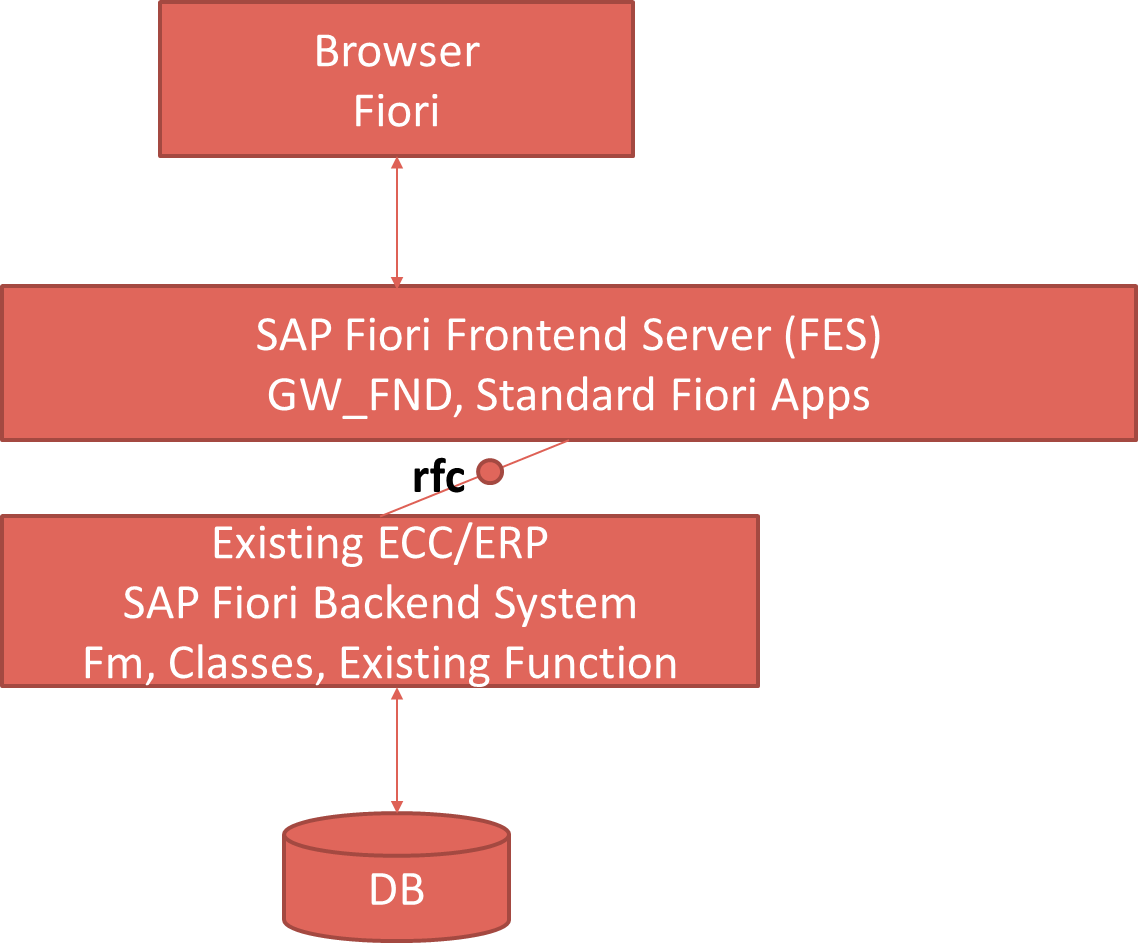 Browser
Fiori
SAP Fiori Frontend Server (FES)
GW_FND, Standard Fiori Apps
rfc
Existing ECC/ERP
SAP Fiori Backend System
Fm, Classes, Existing Function
DB